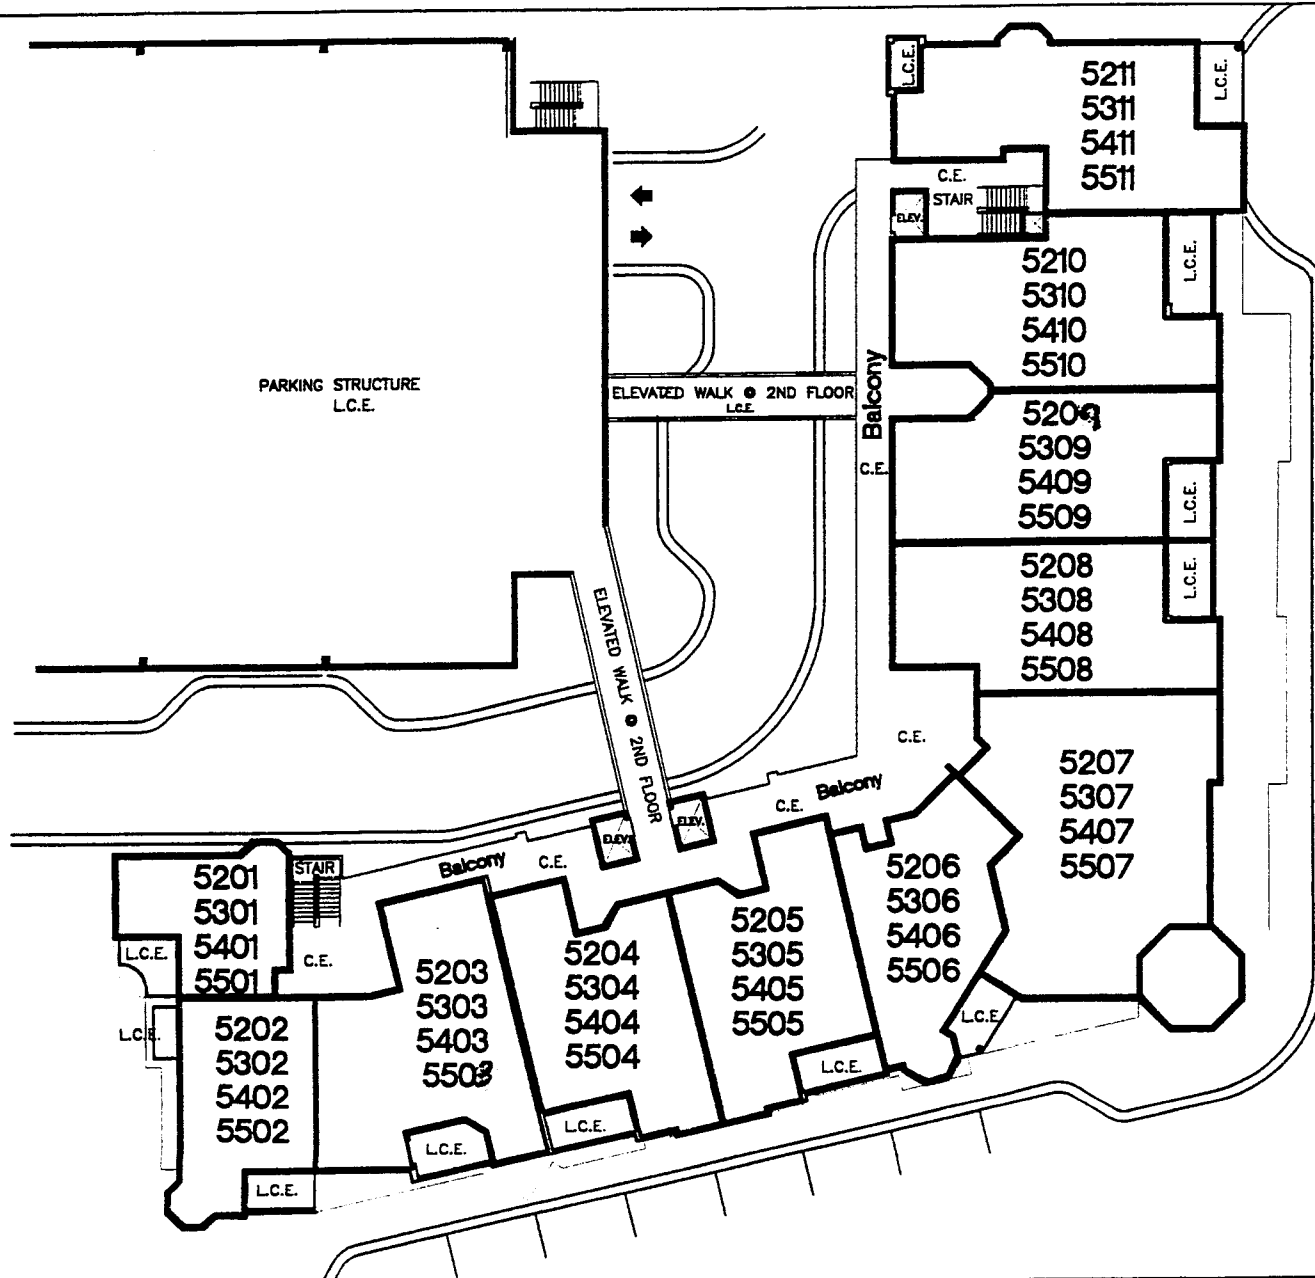 L.C.E.
5211
5311
5411
5511
L.C.E.
C.E.
STAIR
ELEV.
5210
5310
5410
5510
L.C.E.
PARKING STRUCTURE
L.C.E.
ELEVATED WALK @ 2ND FLOOR
L.C.E.
Balcony
C.E.
5209
5309
5409
5509
L.C.E.
5208
5308
5408
5508
L.C.E.
ELEVATED WALK @ 2ND FLOOR
C.E.
5207
5307
5407
5507
Balcony
C.E.
ELEV.
ELEV.
Balcony
C.E.
STAIR
5201
5301
5401
5501
L.C.E.
C.E.
5206
5306
5406
5506
L.C.E.
5205
5305
5405
5505
L.C.E.
5204
5304
5404
5504
L.C.E.
5203
5303
5403
5503
L.C.E.
L.C.E.
5202
5302
5402
5502
L.C.E.